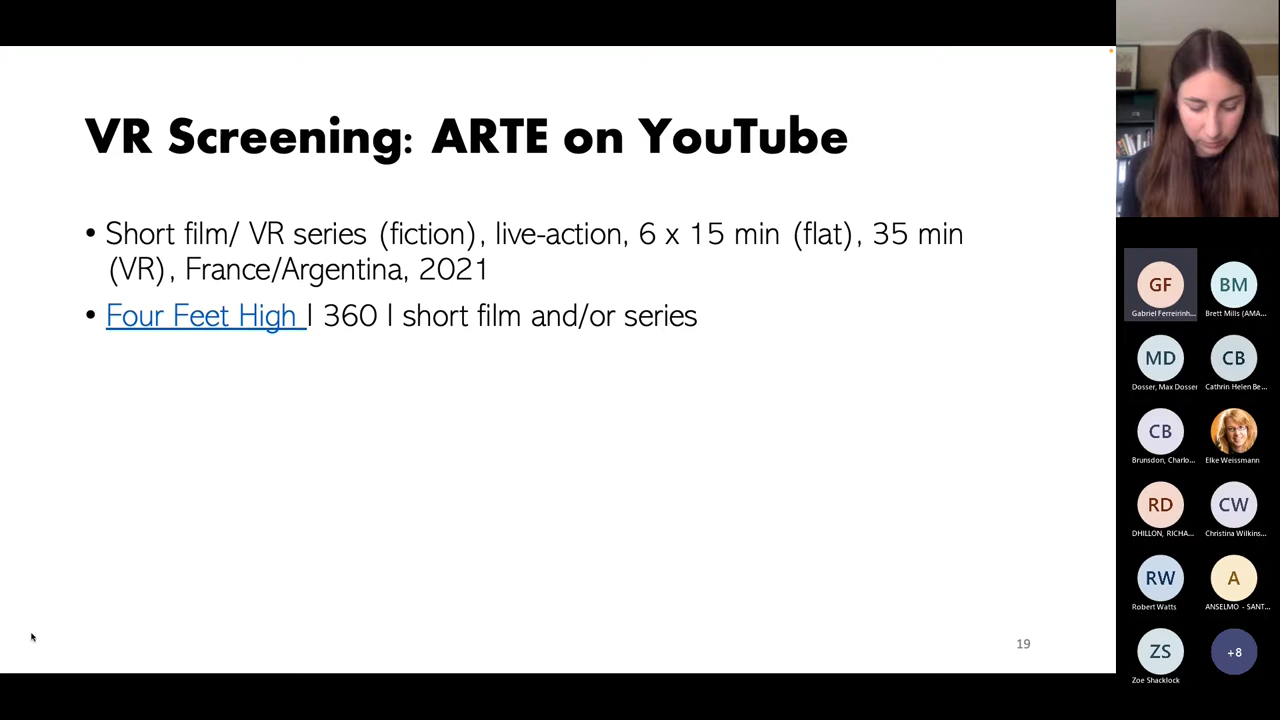 VR Screening: ARTE on YouTube
• Short film/ VR series (fiction), live-action, 6 x 15 min (flat), 35 min
(VR), France/Argentina, 2021
• Four Feet High | 360 | short film and/or series
19
GF
BM
Gabriel Ferreirinh...
Brett Mills (AMA...
MD
CB
Dosser, Max Dosser
Cathrin Helen Be...
CB
Brunsdon, Charlo...
Elke Weissmann
RD
CW
DHILLON, RICHA...
Christina Wilkins...
RW
A
Robert Watts
ANSELMO - SANT...
ZS
+8
Zoe Shacklock